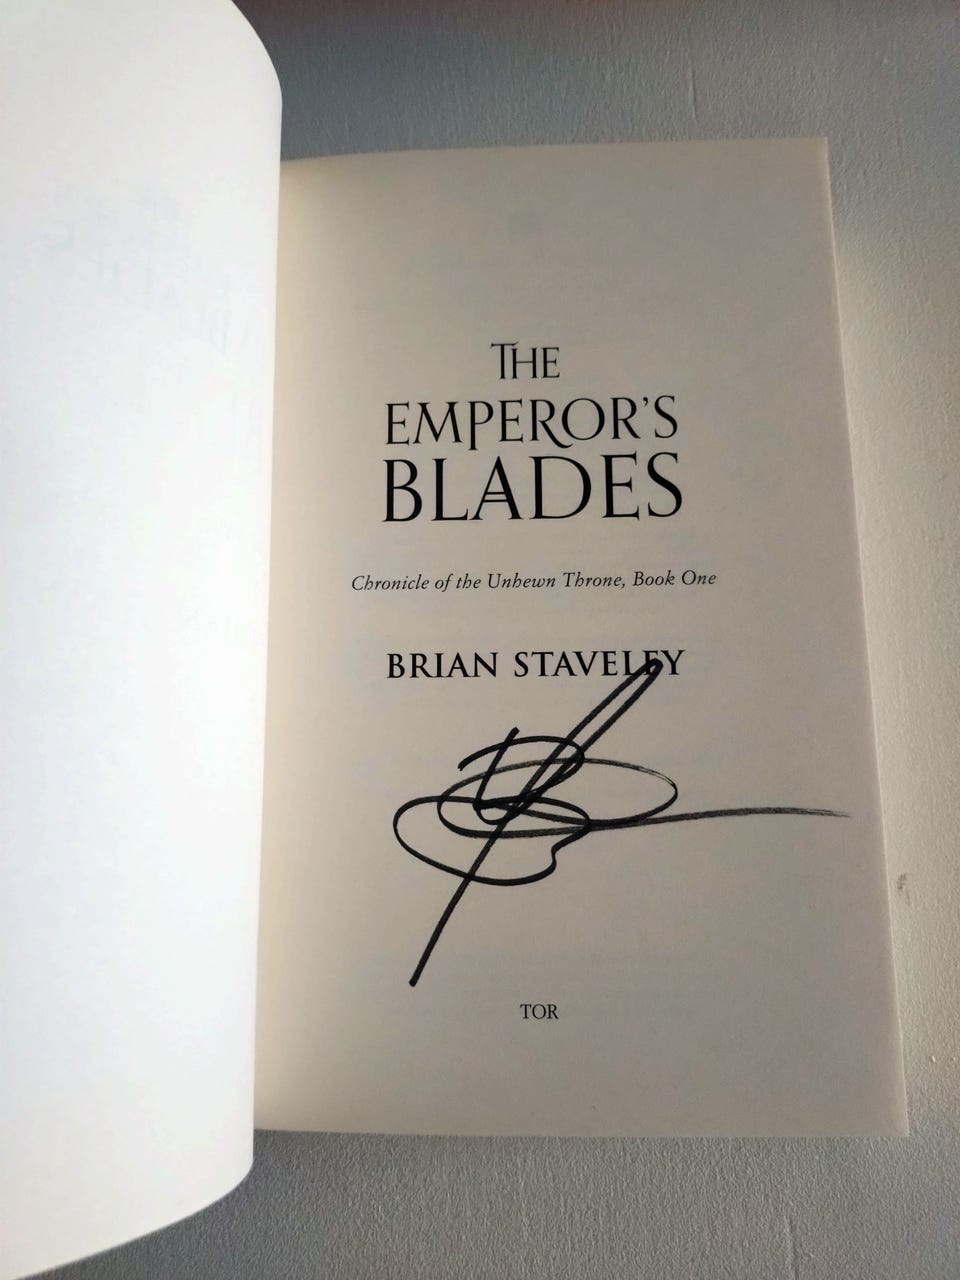 THE
EMPEROR'S
BLADES
Chronicle of the Unhewn Throne, Book One
BRIAN STAVELEY
TOR